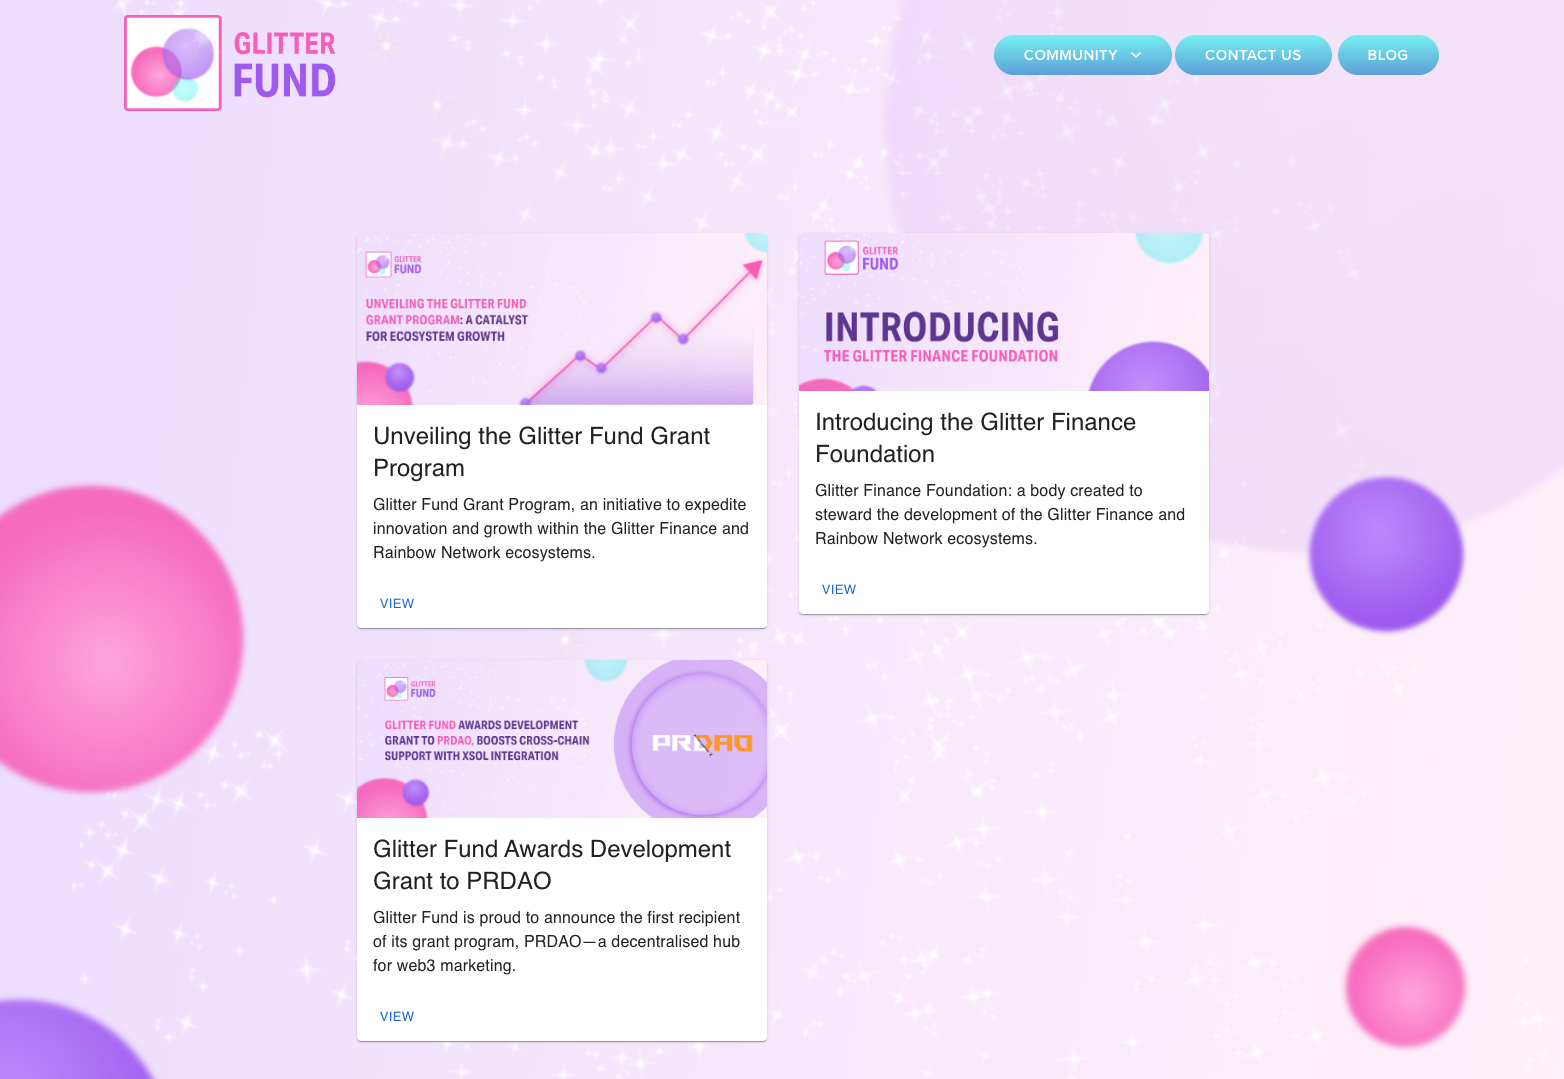 GLITTER
FUND
COMMUNITY
CONTACT US
BLOG
GLITTER
FUND
UNVEILING THE GLITTER FUND
GRANT PROGRAM: A CATALYST
FOR ECOSYSTEM GROWTH
Unveiling the Glitter Fund Grant
Program
Glitter Fund Grant Program, an initiative to expedite
innovation and growth within the Glitter Finance and
Rainbow Network ecosystems.
VIEW
GLITTER
FUND
INTRODUCING
THE GLITTER FINANCE FOUNDATION
Introducing the Glitter Finance
Foundation
Glitter Finance Foundation: a body created to
steward the development of the Glitter Finance and
Rainbow Network ecosystems.
VIEW
GLITTER
FUND
GLITTER FUND AWARDS DEVELOPMENT
GRANT TO PRDAO, BOOSTS CROSS-CHAIN
SUPPORT WITH XSOL INTEGRATION
PRDAO
Glitter Fund Awards Development
Grant to PRDAO
Glitter Fund is proud to announce the first recipient
of its grant program, PRDAO—a decentralised hub
for web3 marketing.
VIEW